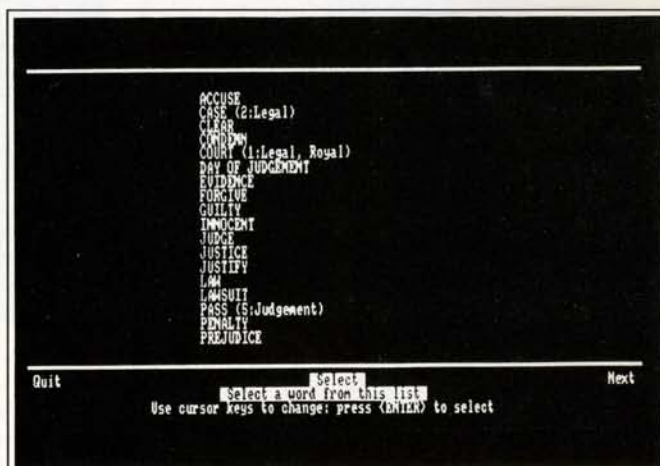 ACCUSE
CASE (2:Legal)
CLEAR
CONDEMN
COURT (1:Legal, Royal)
DAY OF JUDGEMENT
EVIDENCE
FORGIVE
GUILTY
INNOCENT
JUDGE
JUSTICE
JUSTIFY
LAW
LAWSUIT
PASS (5:Judgement)
PENALTY
PREJUDICE
Quit Select Next
Select a word from this list
Use cursor keys to change: press <ENTER> to select